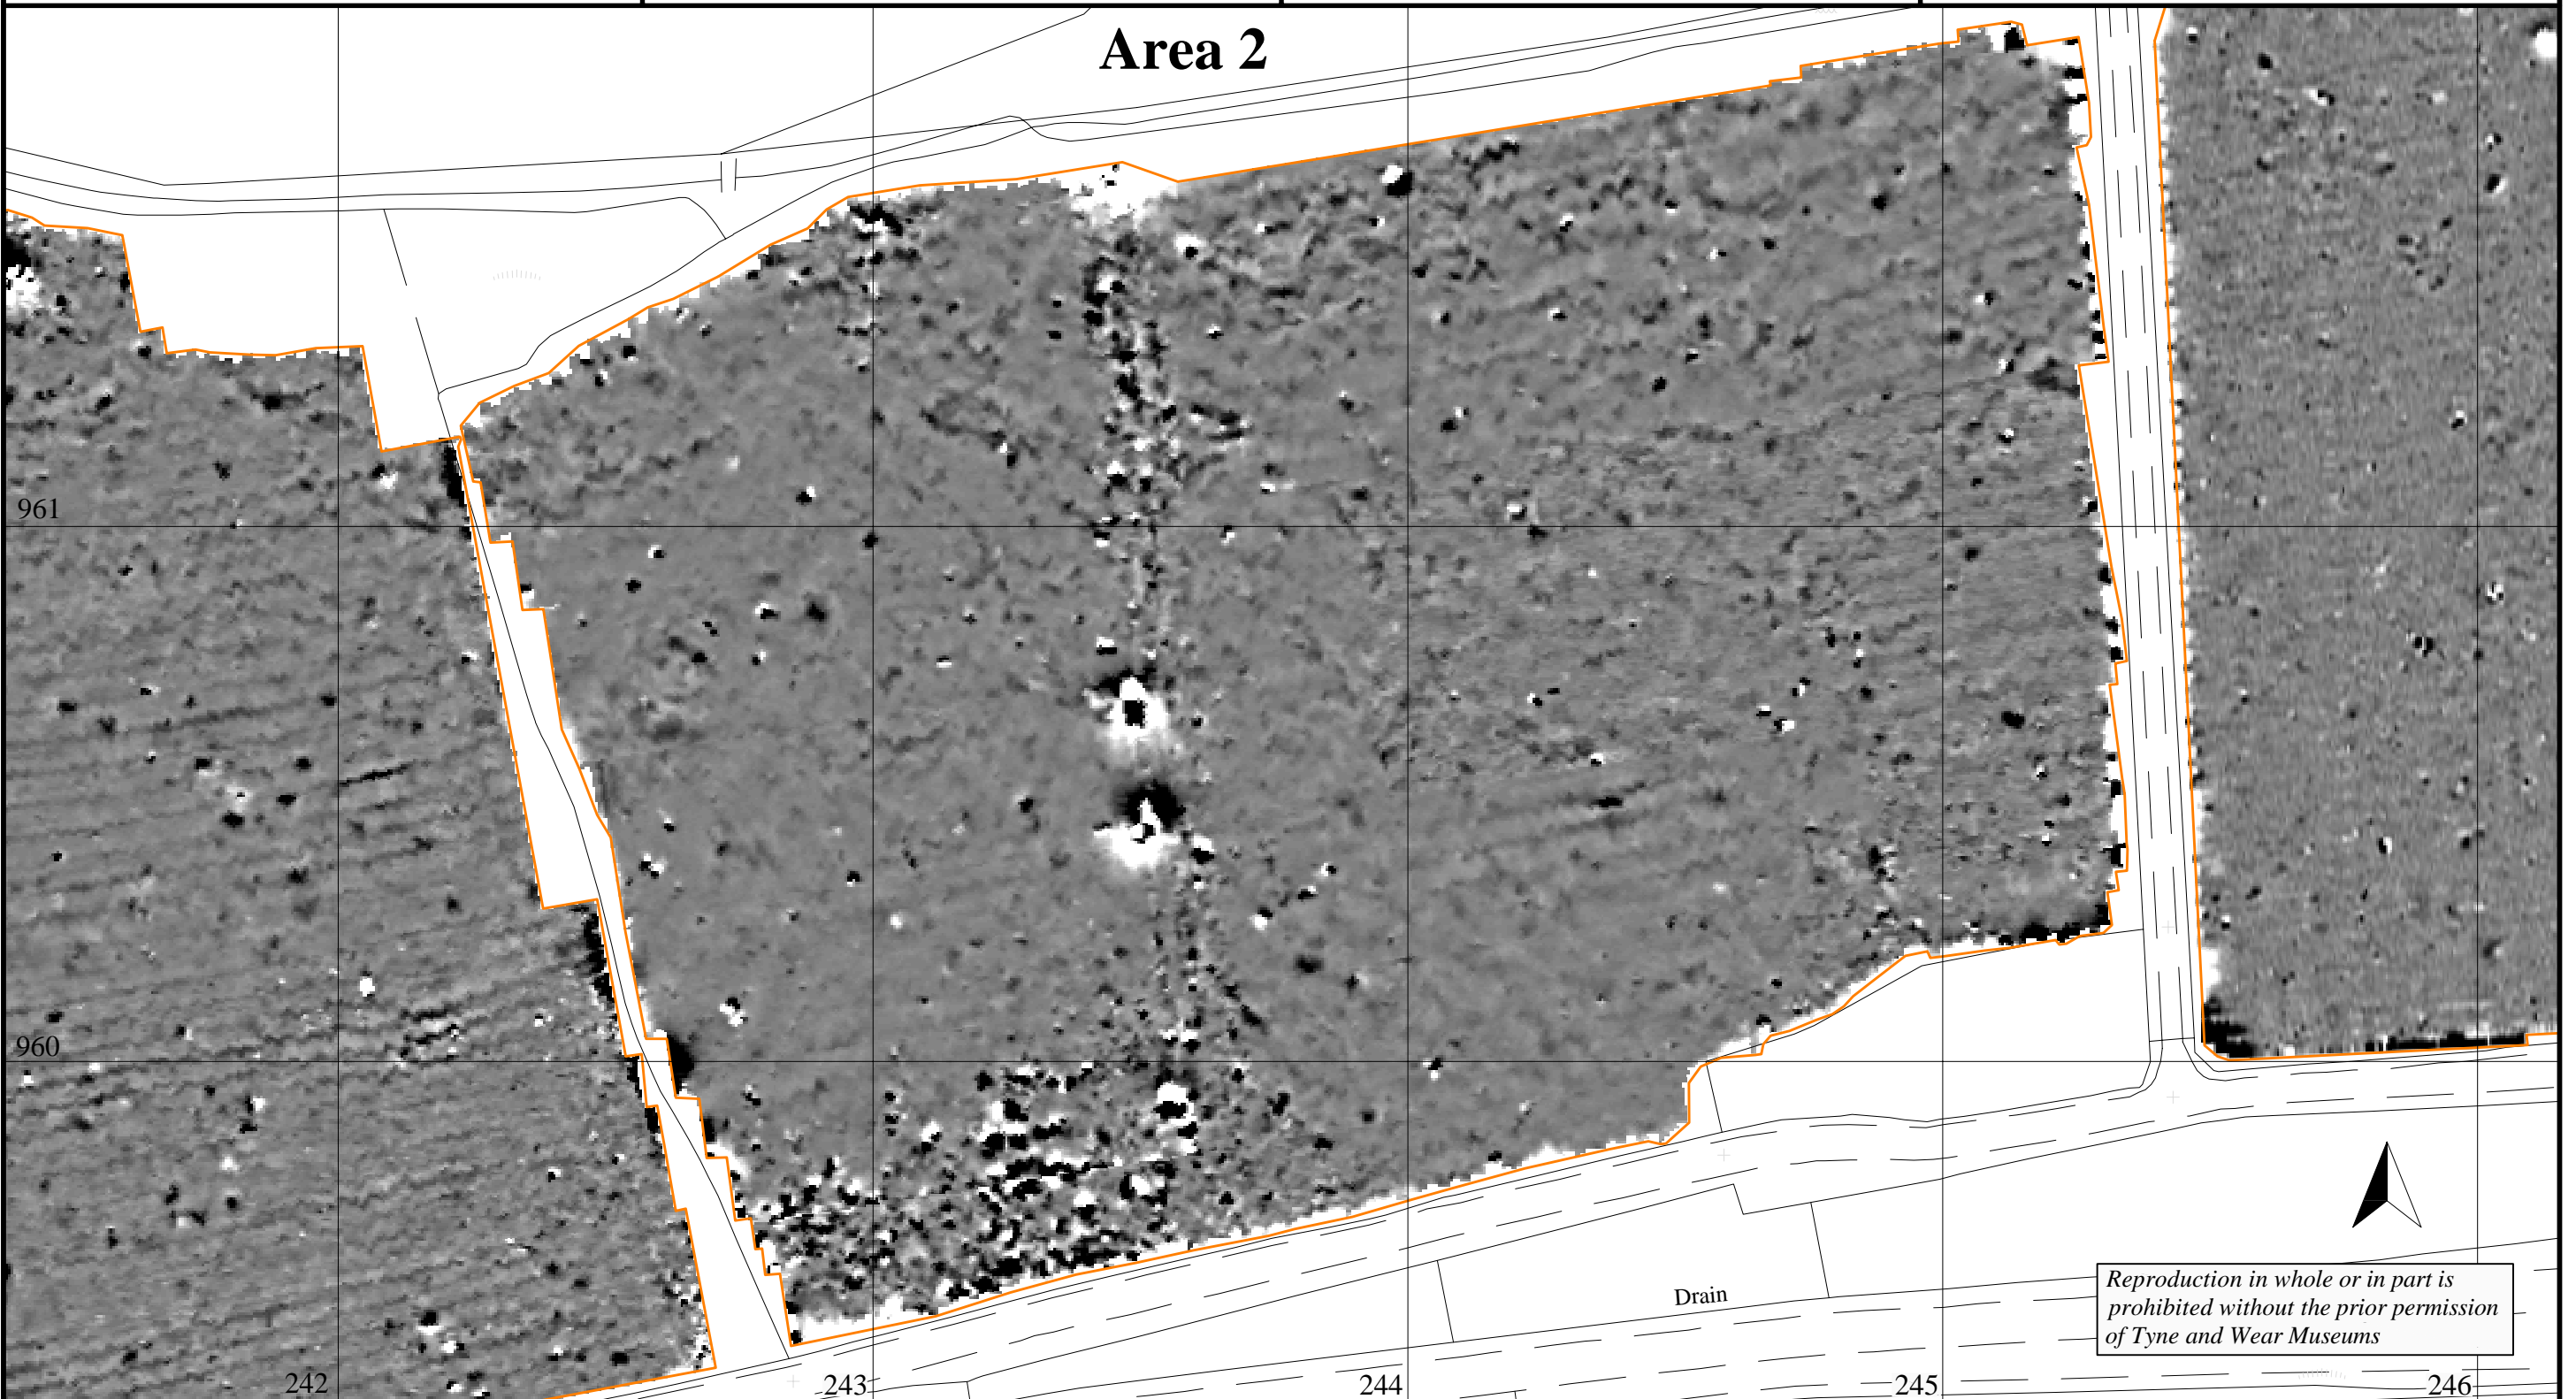 Area 2
961
960
Drain
Reproduction in whole or in part is
prohibited without the prior permission
of Tyne and Wear Museums
242
243
244
245
246